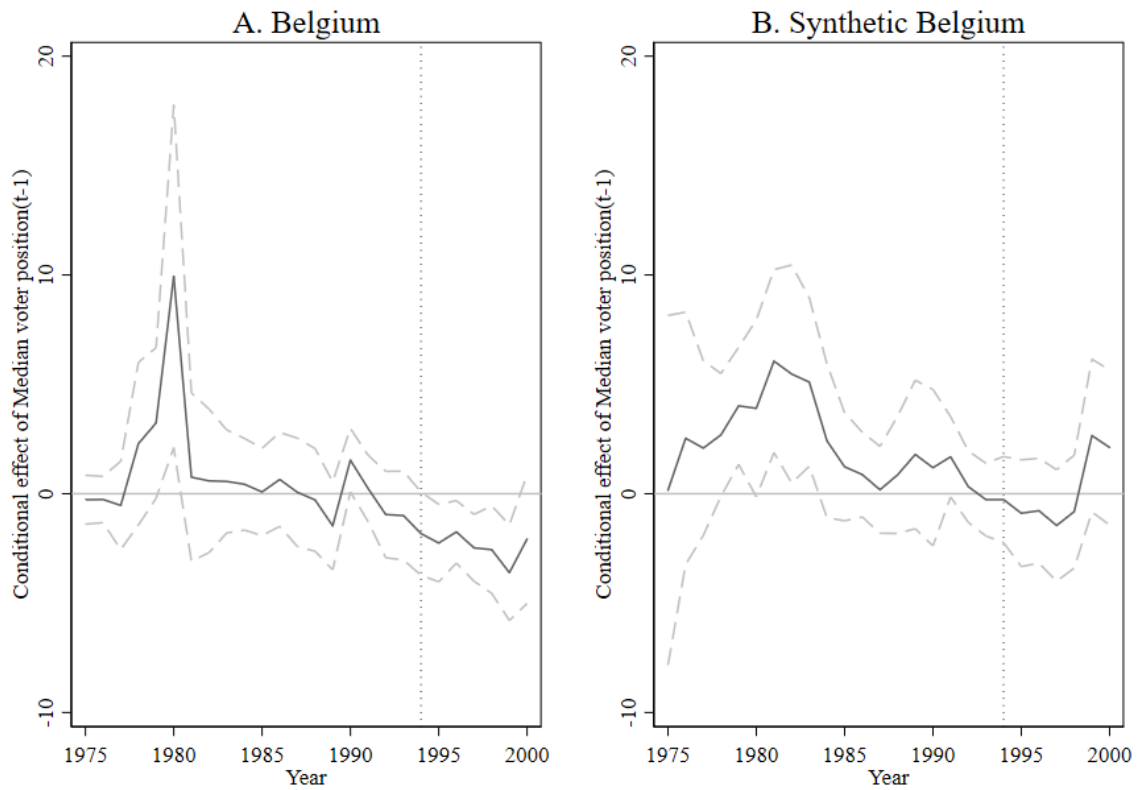 A. Belgium
Conditional effect of Median voter position(t-1)
20
10
0
-10
1975 1980 1985 1990 1995 2000
Year
B. Synthetic Belgium
Conditional effect of Median voter position(t-1)
20
10
0
-10
1975 1980 1985 1990 1995 2000
Year